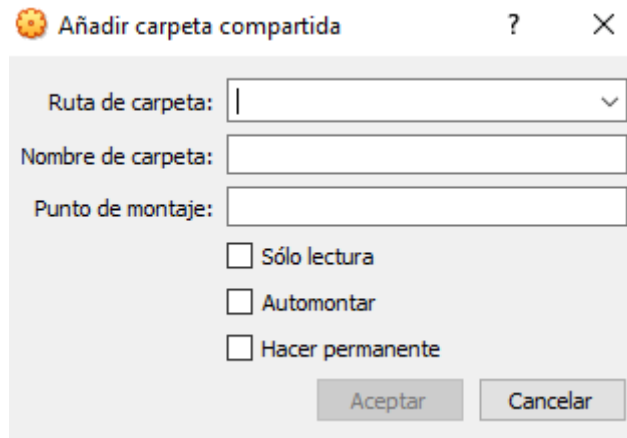 Añadir carpeta compartida ?
Ruta de carpeta:
Nombre de carpeta:
Punto de montaje:
Sólo lectura
Automontar
Hacer permanente
Aceptar Cancelar